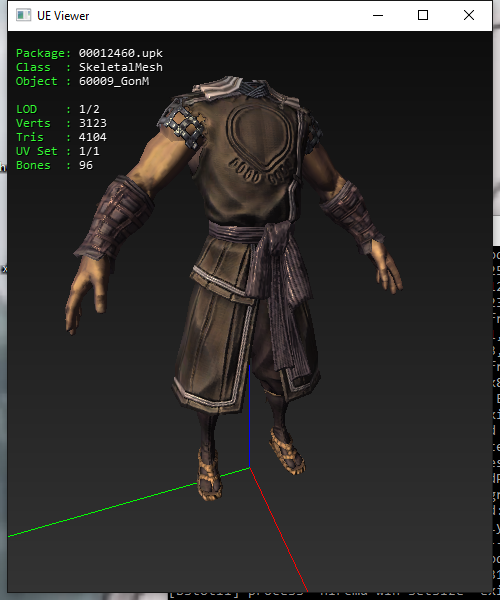 UE Viewer
Package: 00012460.upk
Class : SkeletalMesh
Object : 60009_GonM
LOD : 1/2
Verts : 3123
Tris : 4104
UV Set : 1/1
Bones : 96